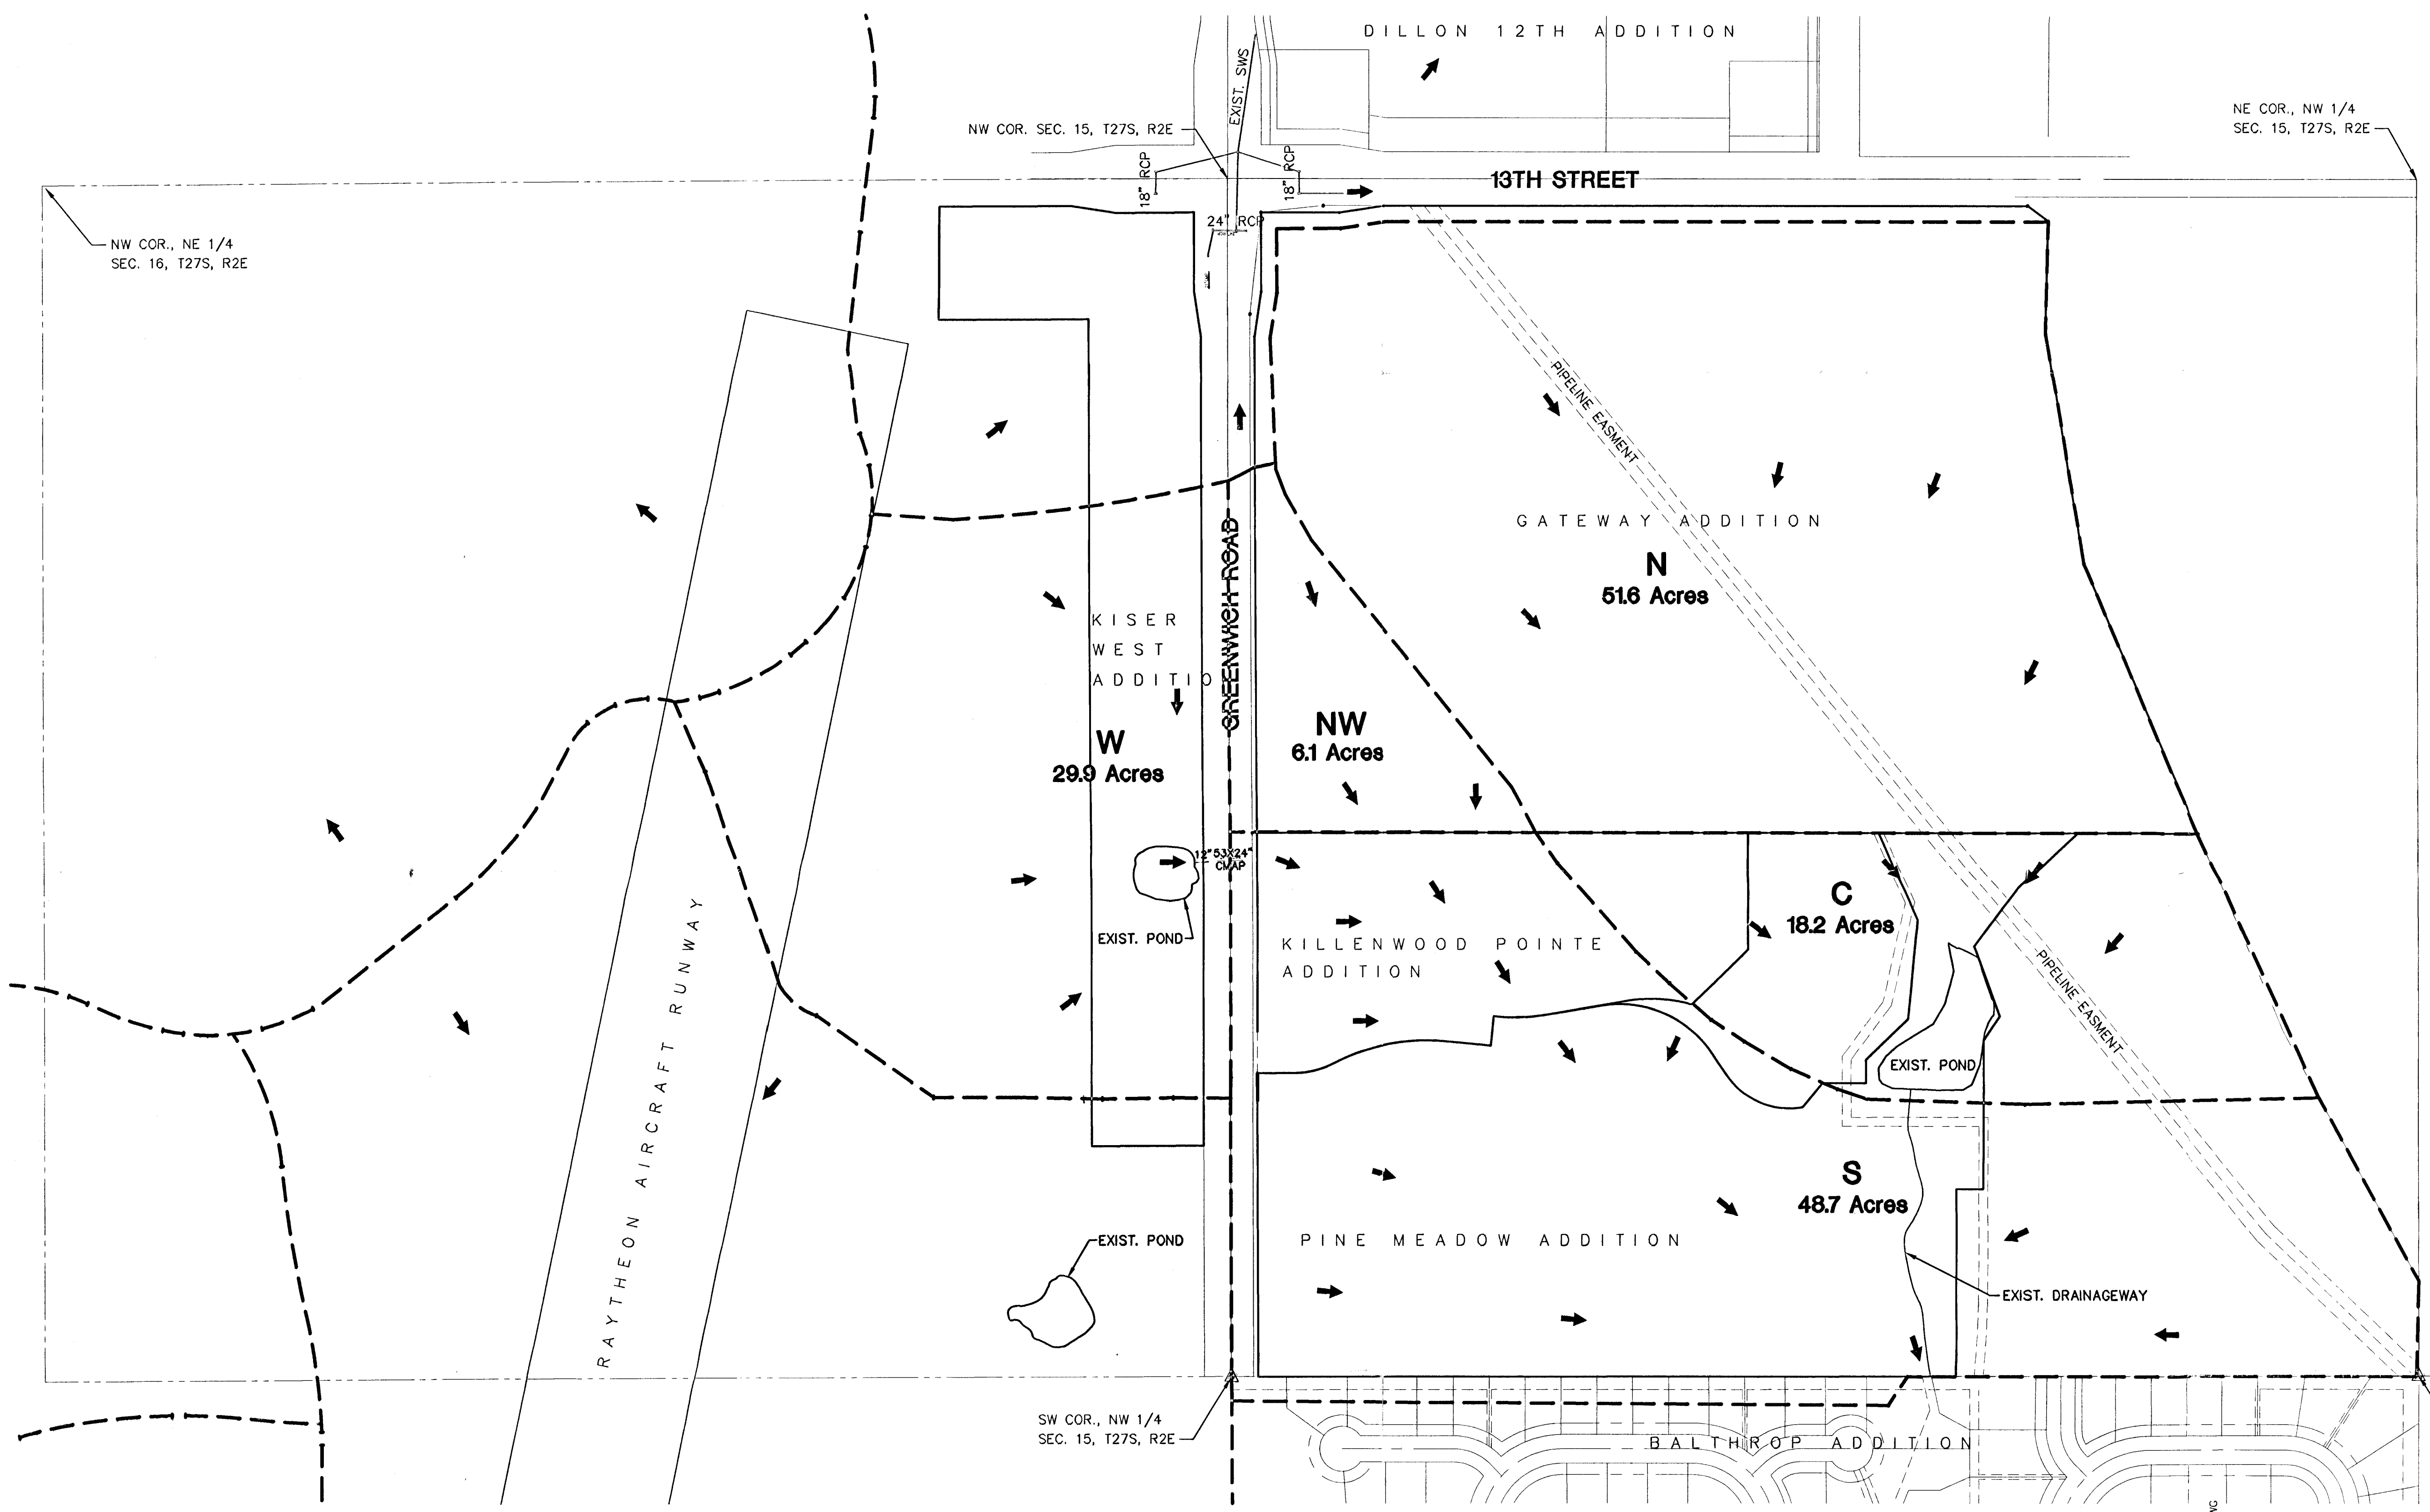 DILLON 12TH ADDITION
EXIST. SWS
NW COR. SEC. 15, T27S, R2E
NE COR., NW 1/4
SEC. 15, T27S, R2E
18" RCP
18" RCP
13TH STREET
24" RCP
NW COR., NE 1/4
SEC. 16, T27S, R2E
PIPELINE EASMENT
GREENWICH ROAD
GATEWAY ADDITION
N
51.6 Acres
KISER
WEST
ADDITIO
NW
6.1 Acres
W
29.9 Acres
12" 53X24"
CMAP
EXIST. POND
C
18.2 Acres
KILLENWOOD POINTE
ADDITION
PIPELINE EASMENT
RAYTHEON AIRCRAFT RUNWAY
EXIST. POND
S
48.7 Acres
EXIST. POND
PINE MEADOW ADDITION
EXIST. DRAINAGEWAY
SW COR., NW 1/4
SEC. 15, T27S, R2E
BALTHROP ADDITION